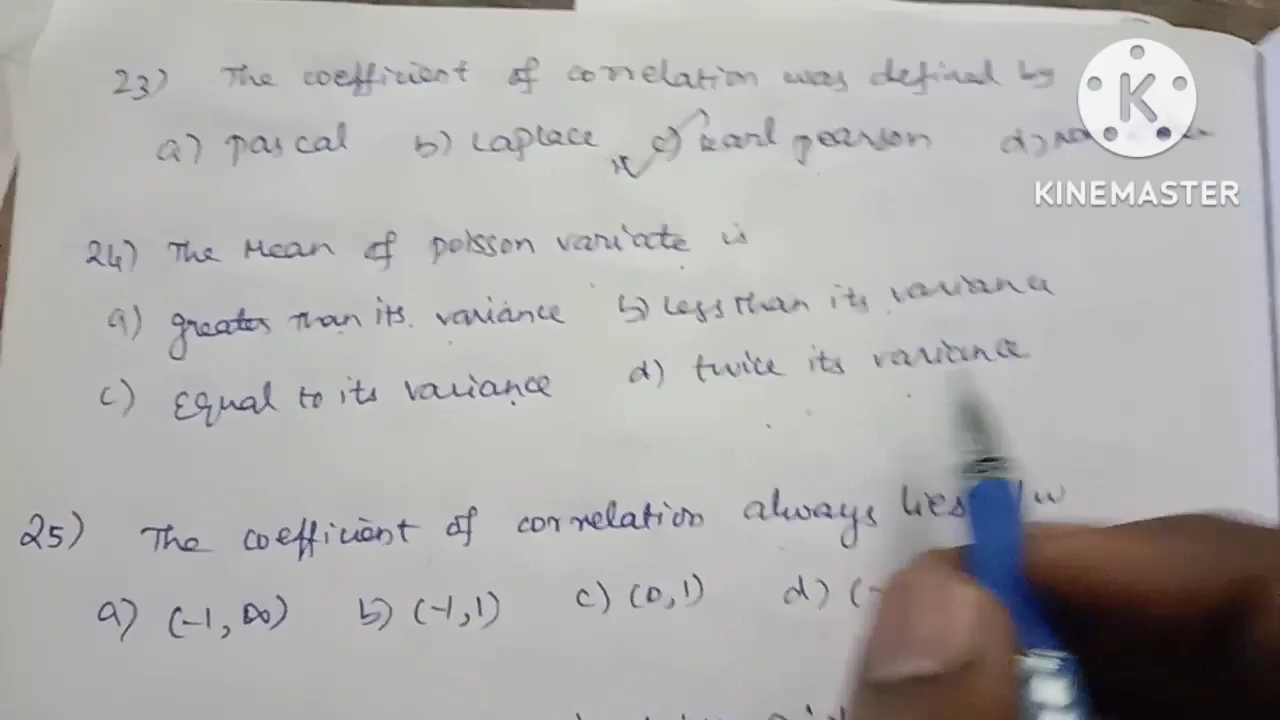 23) The coefficient of correlation was defined by
a) pascal b) Laplace c) karl pearson d)
24) The Mean of poisson variate is
a) greater than its variance b) Less than its variance
c) Equal to its variance d) twice its variance
25) The coefficient of correlation always lies
a) (-1, ∞) b) (-1, 1) c) (0, 1) d) (-
K
KINEMASTER